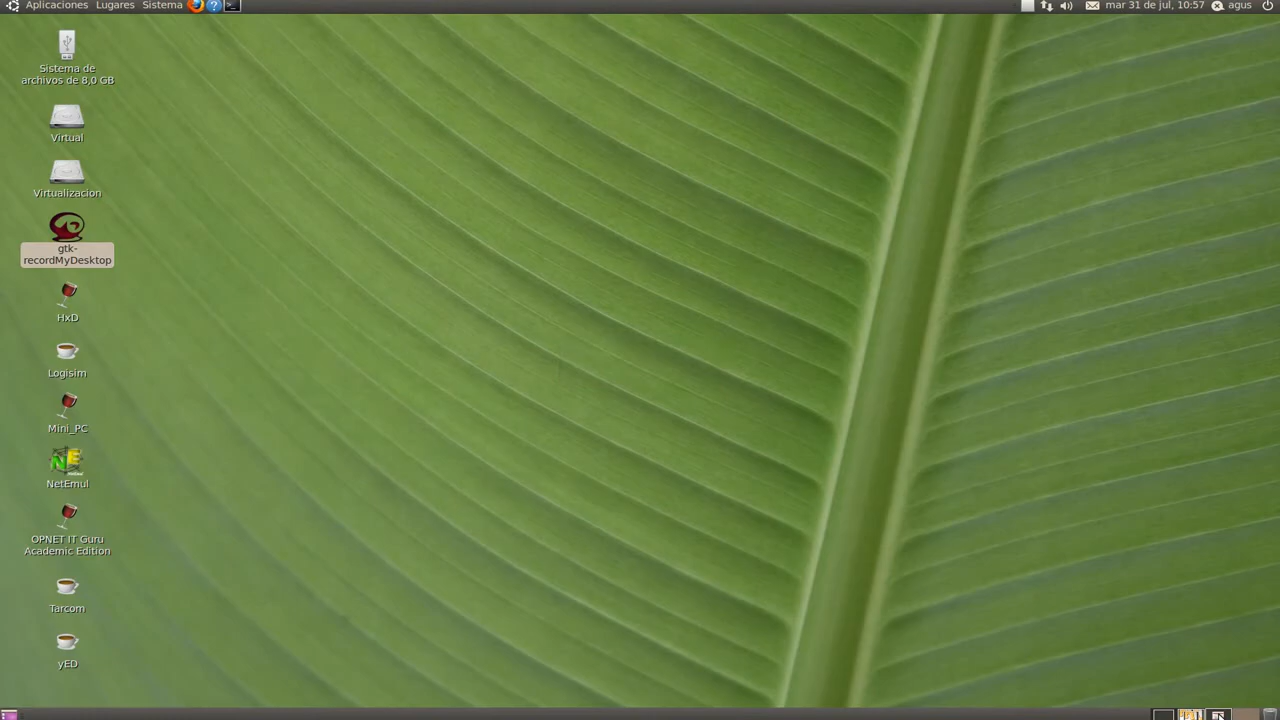 Aplicaciones Lugares Sistema
mar 31 de jul, 10:57 agus
Sistema de
archivos de 8,0 GB
Virtual
Virtualizacion
gtk-
recordMyDesktop
HxD
Logisim
Mini_PC
NE
NetEmul
OPNET IT Guru
Academic Edition
Tarcom
yED